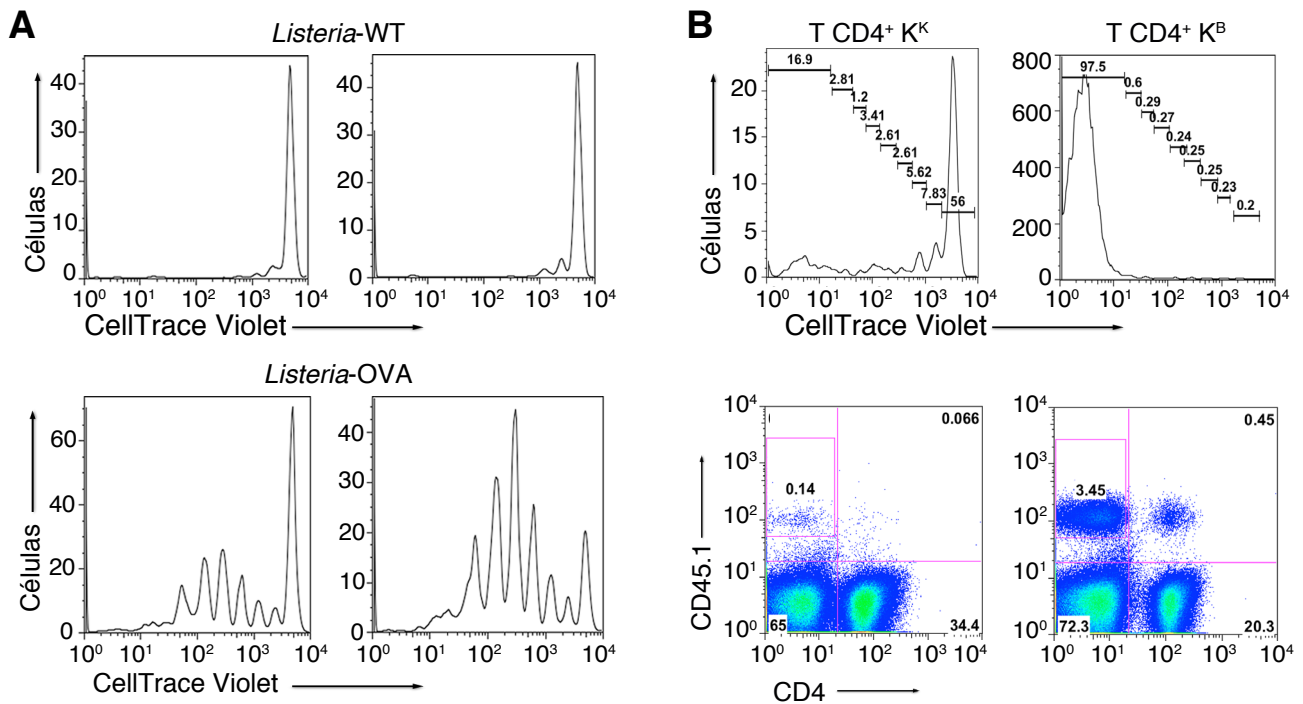 A
Listeria-WT
40
30
20
10
0
10⁰ 10¹ 10² 10³ 10⁴
40
30
20
10
0
10⁰ 10¹ 10² 10³ 10⁴
Células
CellTrace Violet
Listeria-OVA
60
40
20
0
10⁰ 10¹ 10² 10³ 10⁴
40
30
20
10
0
10⁰ 10¹ 10² 10³ 10⁴
Células
CellTrace Violet
B
T CD4⁺ Kᴷ
T CD4⁺ Kᴮ
16.9
2.81
1.2
3.41
2.61
2.61
5.62
7.83
56
20
15
10
5
0
10⁰ 10¹ 10² 10³ 10⁴
97.5
0.6
0.29
0.27
0.24
0.25
0.25
0.23
0.2
800
600
400
200
0
10⁰ 10¹ 10² 10³ 10⁴
Células
CellTrace Violet
10⁴
10³
10²
10¹
10⁰
0.066
0.14
65
34.4
10⁰ 10¹ 10² 10³ 10⁴
10⁴
10³
10²
10¹
10⁰
0.45
3.45
72.3
20.3
10⁰ 10¹ 10² 10³ 10⁴
CD45.1
CD4